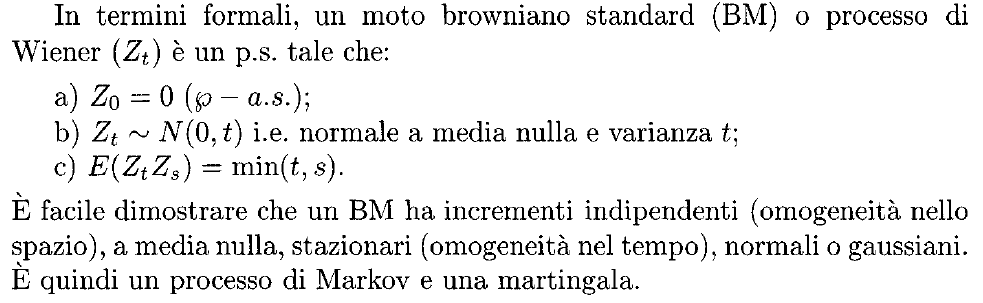 In termini formali, un moto browniano standard (BM) o processo di
Wiener (Z_t) è un p.s. tale che:
a) Z_0 = 0 (℘ − a.s.);
b) Z_t ∼ N(0, t) i.e. normale a media nulla e varianza t;
c) E(Z_tZ_s) = min(t, s).
È facile dimostrare che un BM ha incrementi indipendenti (omogeneità nello
spazio), a media nulla, stazionari (omogeneità nel tempo), normali o gaussiani.
È quindi un processo di Markov e una martingala.